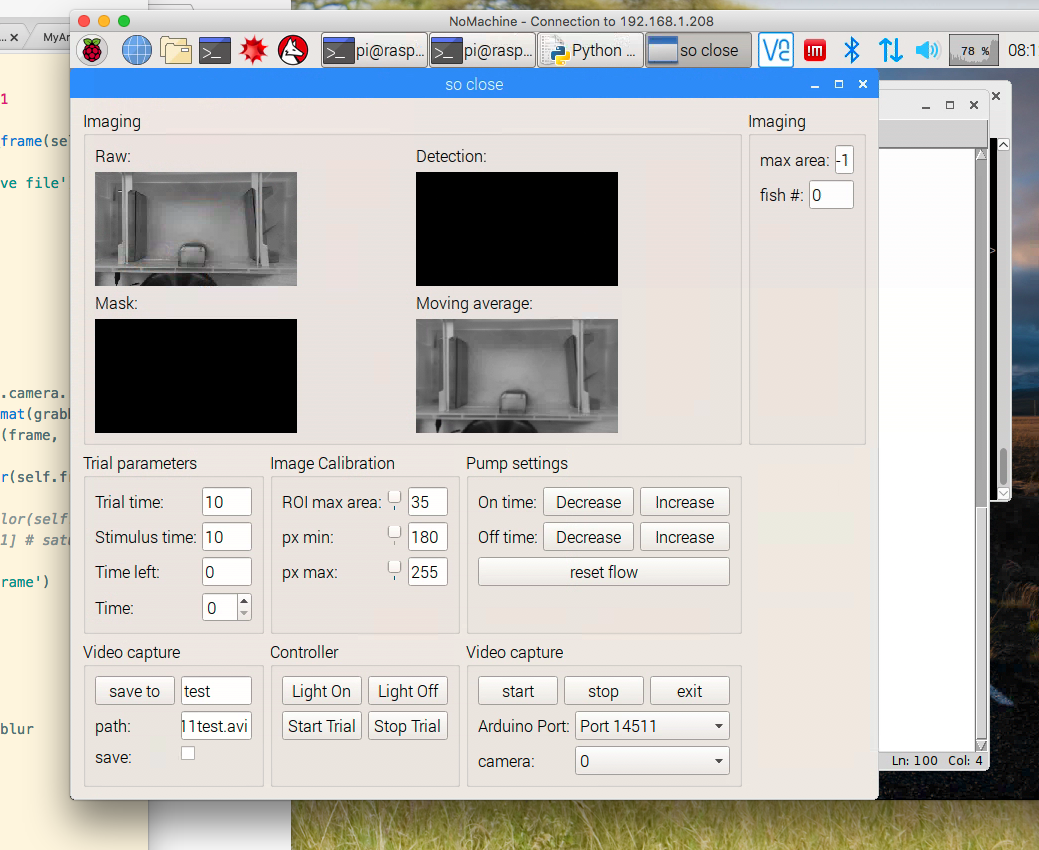 NoMachine - Connection to 192.168.1.208
MyAr
pi@rasp...
pi@rasp...
Python ...
so close
V2
!m
78 %
08:1
so close
1
frame(se
ve file'
.camera.
mat(grab
(frame,
r(self.f
lor(self
1] # satu
rame')
blur
Imaging
Raw:
Detection:
Mask:
Moving average:
Imaging
max area: -1
fish #: 0
Trial parameters
Trial time: 10
Stimulus time: 10
Time left: 0
Time: 0
Image Calibration
ROI max area: 35
px min: 180
px max: 255
Pump settings
On time: Decrease Increase
Off time: Decrease Increase
reset flow
Video capture
save to test
path: 11test.avi
save:
Controller
Light On Light Off
Start Trial Stop Trial
Video capture
start stop exit
Arduino Port: Port 14511
camera: 0
Ln: 100 Col: 4